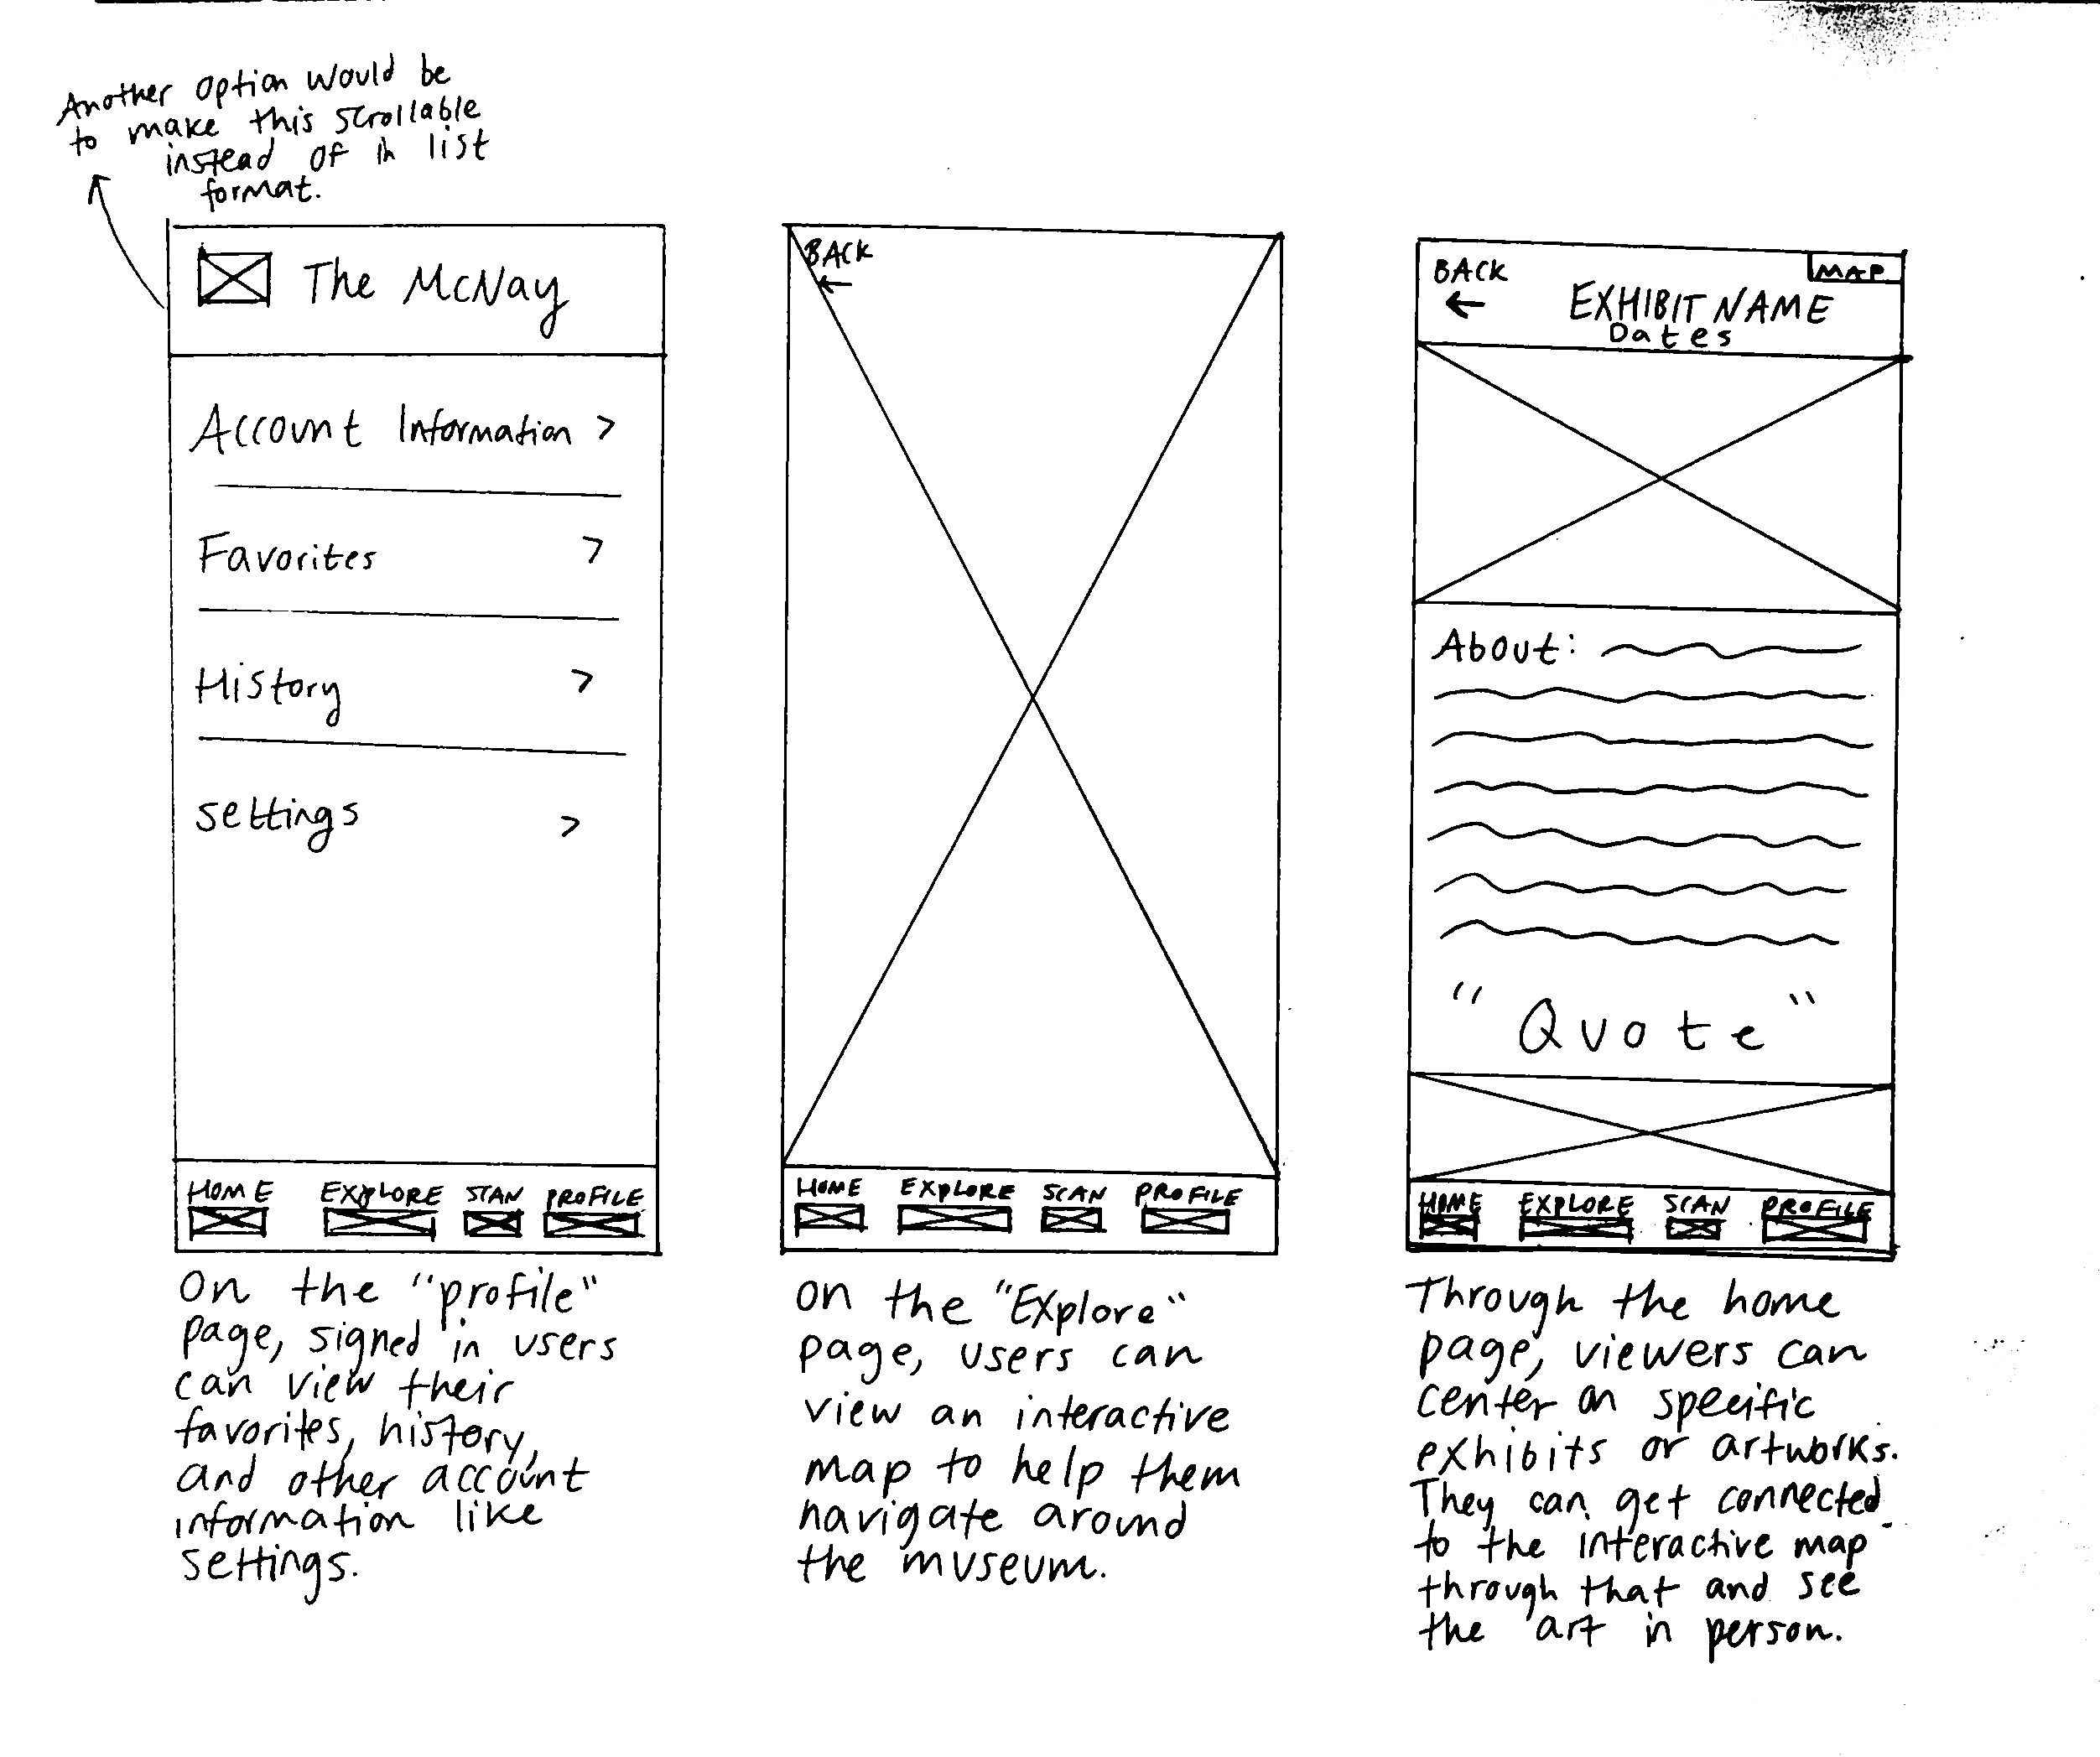 Another option would be
to make this scrollable
instead of in list
format.
The McNay
Account Information >
Favorites >
History >
settings >
HOME EXPLORE SCAN PROFILE
On the "profile"
page, signed in users
can view their
favorites, history,
and other account
information like
settings.
BACK
←
HOME EXPLORE SCAN PROFILE
On the "Explore"
page, users can
view an interactive
map to help them
navigate around
the museum.
BACK MAP
← EXHIBIT NAME
Dates
About:
" Quote "
HOME EXPLORE SCAN PROFILE
Through the home
page, viewers can
center on specific
exhibits or artworks.
They can get connected
to the interactive map
through that and see
the art in person.